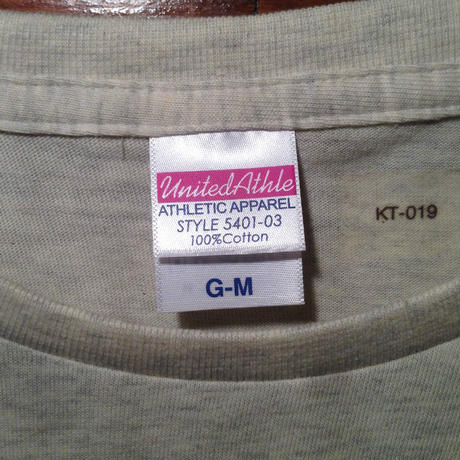 UnitedAthle
ATHLETIC APPAREL
STYLE 5401-03
100%Cotton
G-M
KT-019